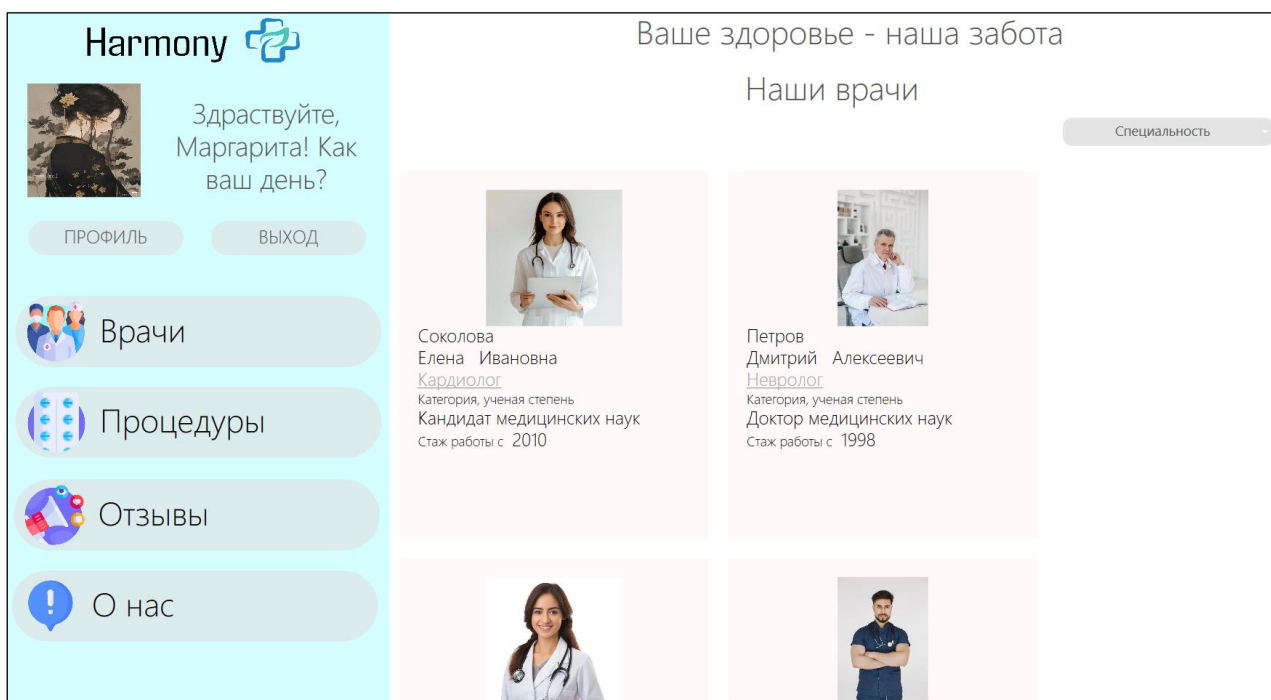 Harmony
Здраствуйте,
Маргарита! Как
ваш день?
ПРОФИЛЬ
ВЫХОД
Врачи
Процедуры
Отзывы
О нас
Ваше здоровье - наша забота
Наши врачи
Специальность
Соколова
Елена Ивановна
Кардиолог
Категория, ученая степень
Кандидат медицинских наук
Стаж работы с 2010
Петров
Дмитрий Алексеевич
Невролог
Категория, ученая степень
Доктор медицинских наук
Стаж работы с 1998